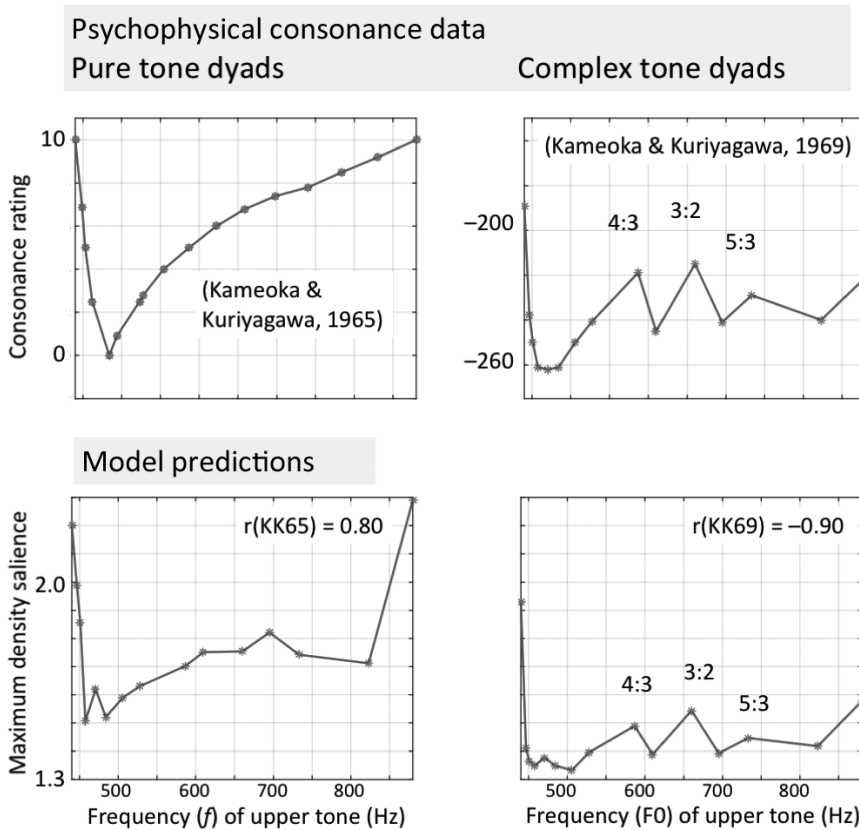 Psychophysical consonance data
Pure tone dyads
Complex tone dyads
Consonance rating
10
0
(Kameoka &
Kuriyagawa, 1965)
(Kameoka & Kuriyagawa, 1969)
−200
−260
4:3
3:2
5:3
Model predictions
Maximum density salience
2.0
1.3
r(KK65) = 0.80
500 600 700 800
Frequency (f) of upper tone (Hz)
r(KK69) = −0.90
4:3
3:2
5:3
500 600 700 800
Frequency (F0) of upper tone (Hz)